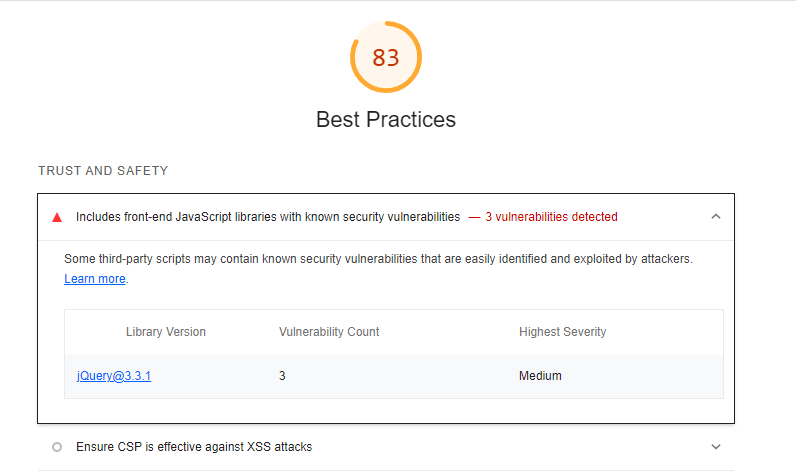 83
Best Practices
TRUST AND SAFETY
Includes front-end JavaScript libraries with known security vulnerabilities — 3 vulnerabilities detected
Some third-party scripts may contain known security vulnerabilities that are easily identified and exploited by attackers.
Learn more.
Library Version Vulnerability Count Highest Severity
jQuery@3.3.1 3 Medium
Ensure CSP is effective against XSS attacks